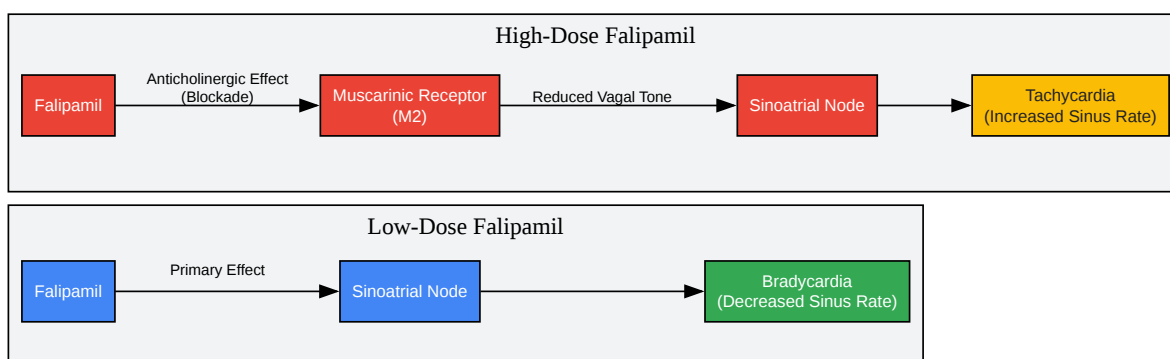 High-Dose Falipamil
Falipamil
Anticholinergic Effect
(Blockade)
Muscarinic Receptor
(M2)
Reduced Vagal Tone
Sinoatrial Node
Tachycardia
(Increased Sinus Rate)
Low-Dose Falipamil
Falipamil
Primary Effect
Sinoatrial Node
Bradycardia
(Decreased Sinus Rate)